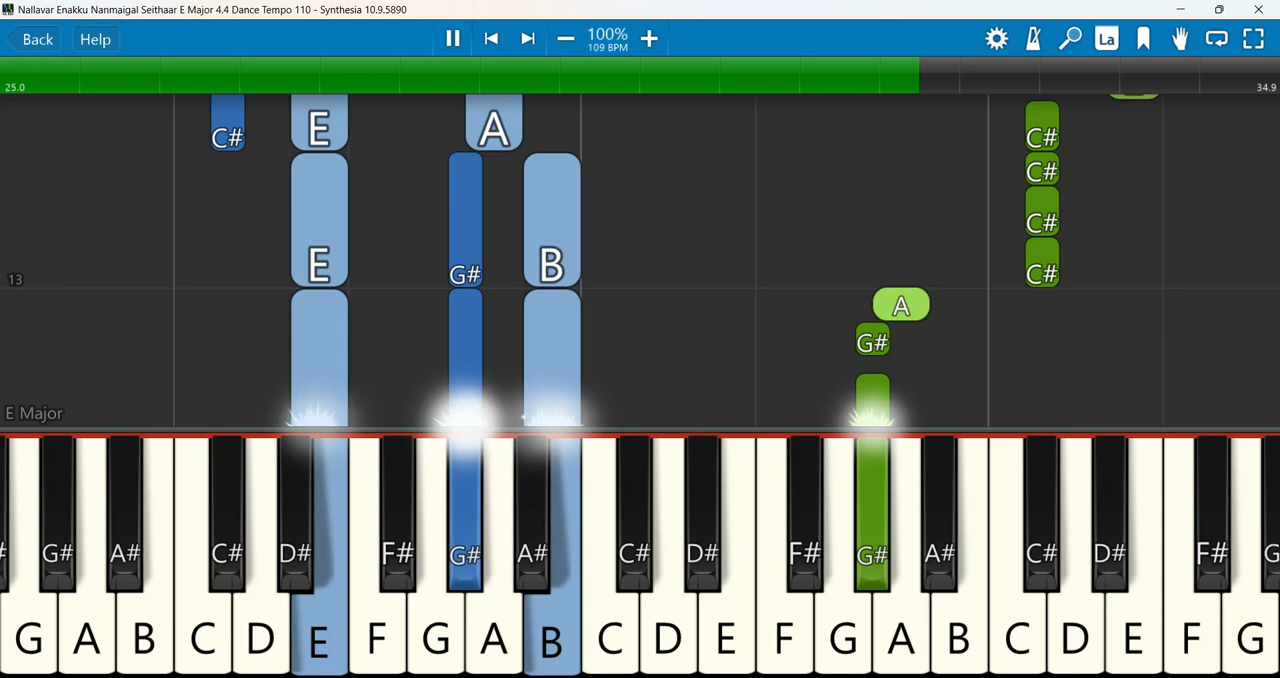 Nallavar Enakku Nanmaigal Seithaar E Major 4.4 Dance Tempo 110 - Synthesia 10.9.5890
Back Help 100% La
109 BPM
25.0 34.9
C# E A C#
C#
C#
E G# B C#
13
A
G#
E Major
G# A# C# D# F# G# A# C# D# F# G# A# C# D# F# G
G A B C D E F G A B C D E F G A B C D E F G